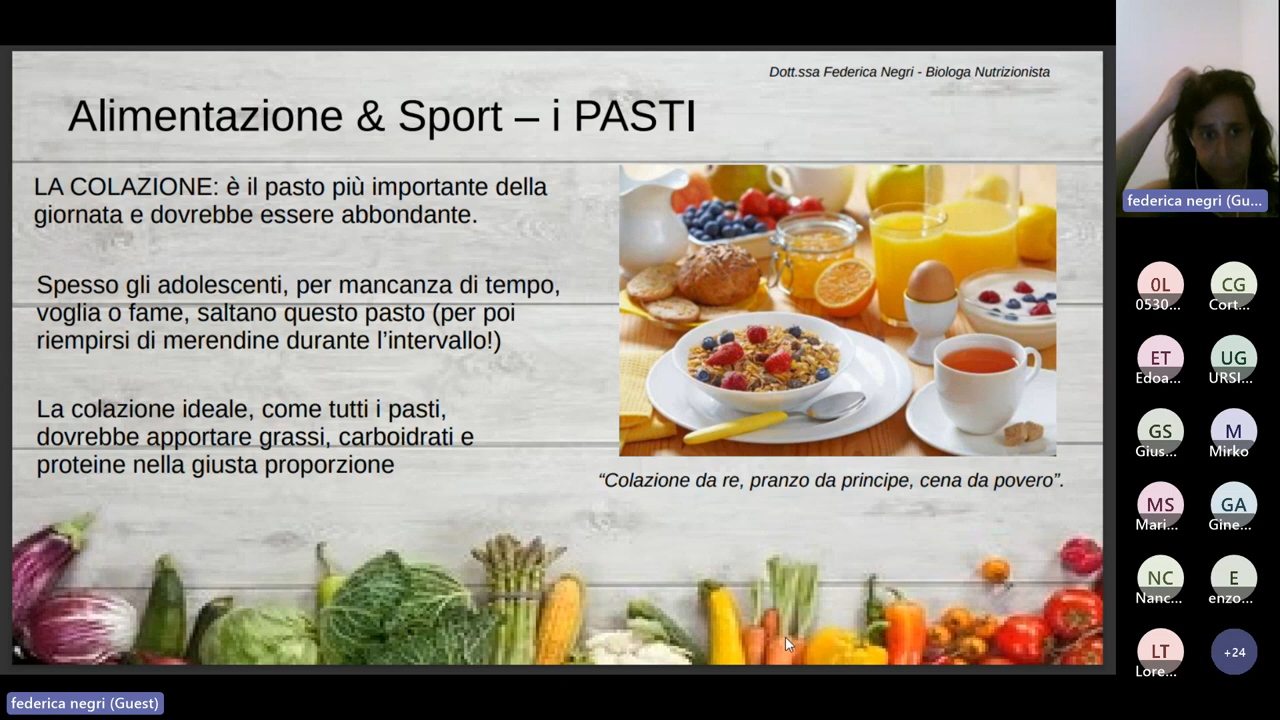 Dott.ssa Federica Negri - Biologa Nutrizionista
Alimentazione & Sport – i PASTI
LA COLAZIONE: è il pasto più importante della
giornata e dovrebbe essere abbondante.
Spesso gli adolescenti, per mancanza di tempo,
voglia o fame, saltano questo pasto (per poi
riempirsi di merendine durante l’intervallo!)
La colazione ideale, come tutti i pasti,
dovrebbe apportare grassi, carboidrati e
proteine nella giusta proporzione
“Colazione da re, pranzo da principe, cena da povero”.
federica negri (Gu...
0L
0530...
CG
Cort...
ET
Edoa...
UG
URSI...
GS
Gius...
M
Mirko
MS
Mari...
GA
Gine...
NC
Nanc...
E
enzo...
LT
Lore...
+24
federica negri (Guest)